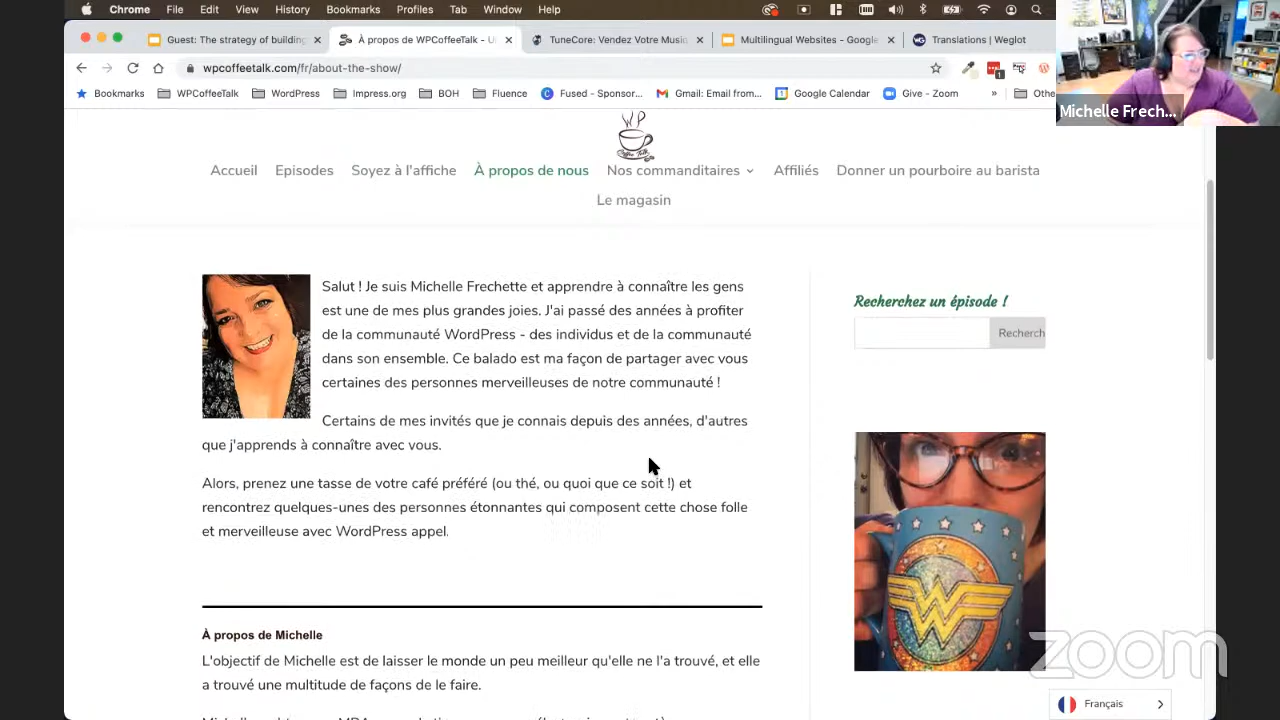 Chrome File Edit View History Bookmarks Profiles Tab Window Help
Guest: The strategy of building
À propos de WPCoffeeTalk - U
Lecture: Vendez Votre Musiq
Multilingual Websites - Google
Translations | Weglot
wpcoffeetalk.com/fr/about-the-show/
Bookmarks WPCoffeeTalk WordPress Impress.org BOH Fluence Fused - Sponsor... Gmail: Email from... Google Calendar Give - Zoom » Othe
Michelle Frech...
WP
Coffee Talk
Accueil Episodes Soyez à l'affiche À propos de nous Nos commanditaires Affiliés Donner un pourboire au barista
Le magasin
Salut ! Je suis Michelle Frechette et apprendre à connaître les gens
est une de mes plus grandes joies. J'ai passé des années à profiter
de la communauté WordPress - des individus et de la communauté
dans son ensemble. Ce balado est ma façon de partager avec vous
certaines des personnes merveilleuses de notre communauté !
Certains de mes invités que je connais depuis des années, d'autres
que j'apprends à connaître avec vous.
Alors, prenez une tasse de votre café préféré (ou thé, ou quoi que ce soit !) et
rencontrez quelques-unes des personnes étonnantes qui composent cette chose folle
et merveilleuse avec WordPress appel.
À propos de Michelle
L'objectif de Michelle est de laisser le monde un peu meilleur qu'elle ne l'a trouvé, et elle
a trouvé une multitude de façons de le faire.
Recherchez un épisode !
Recherch
zoom
Français